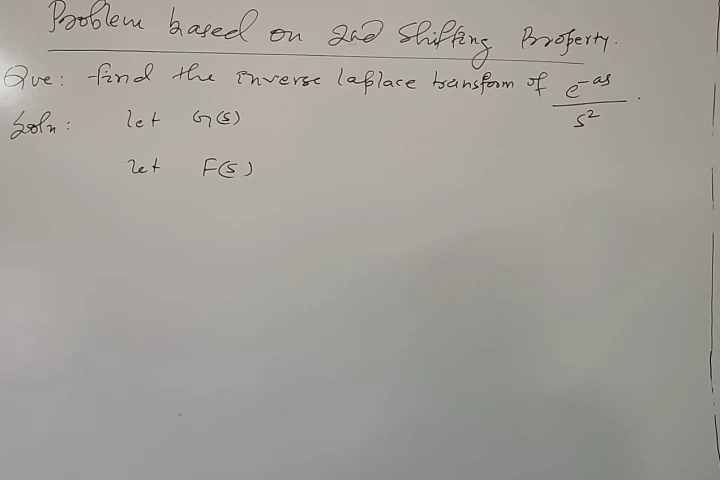 Problem based on 2nd Shifting Property.
Que: find the inverse laplace transform of e^-as / s^2 .
Soln: let G(s)
let F(s)